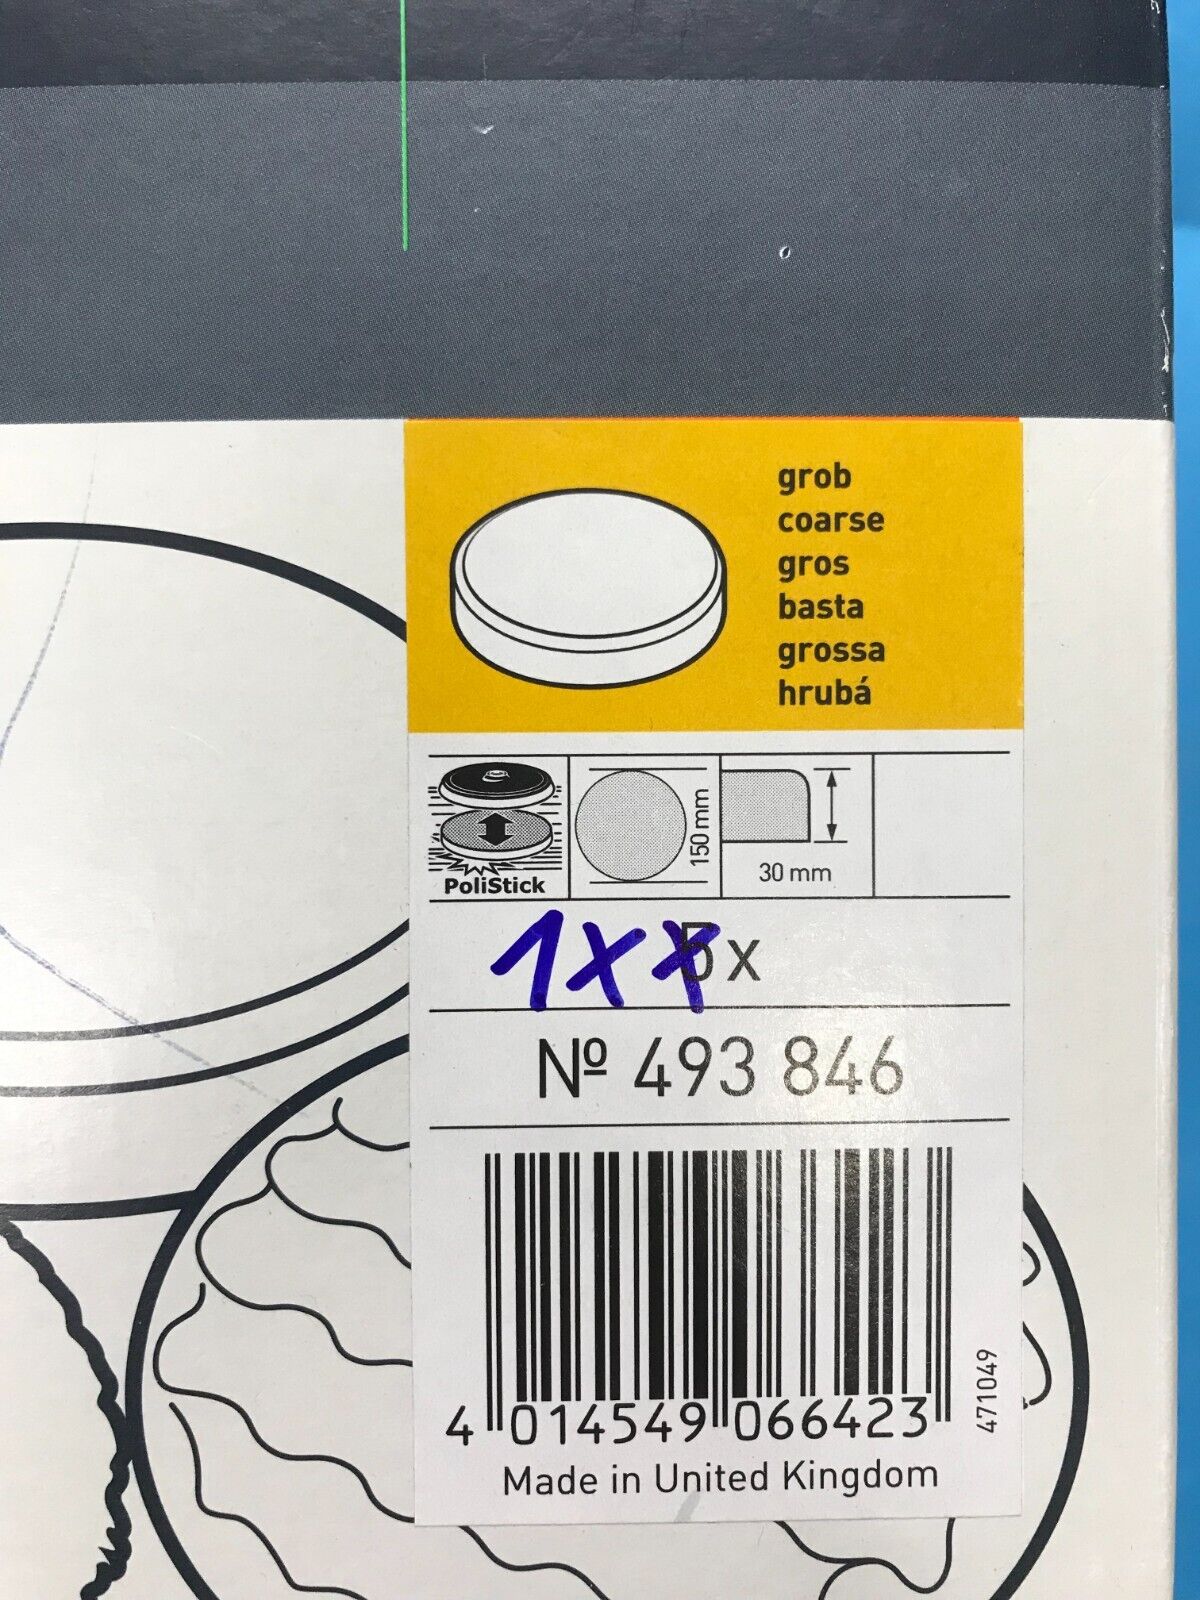 grob
coarse
gros
basta
grossa
hrubá
PoliStick
150 mm
30 mm
1x 5x
Nº 493 846
4 014549 066423
471049
Made in United Kingdom